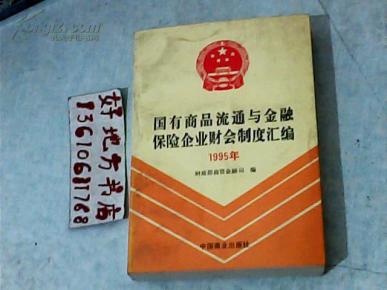 国有商品流通与金融
保险企业财会制度汇编
1995年
财政部商贸金融司 编
中国商业出版社
好地方书店
13610681768